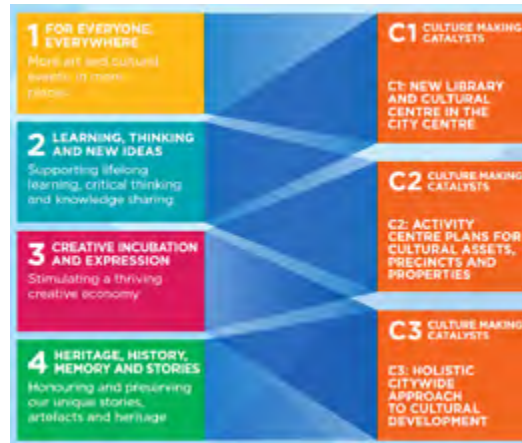 1 FOR EVERYONE,
EVERYWHERE
More art and cultural
events in more
places
2 LEARNING, THINKING
AND NEW IDEAS
Supporting lifelong
learning, critical thinking
and knowledge sharing
3 CREATIVE INCUBATION
AND EXPRESSION
Stimulating a thriving
creative economy
4 HERITAGE, HISTORY,
MEMORY AND STORIES
Honouring and preserving
our unique stories,
artefacts and heritage
C1 CULTURE MAKING
CATALYSTS
C1: NEW LIBRARY
AND CULTURAL
CENTRE IN THE
CITY CENTRE
C2 CULTURE MAKING
CATALYSTS
C2: ACTIVITY
CENTRE PLANS FOR
CULTURAL ASSETS,
PRECINCTS AND
PROPERTIES
C3 CULTURE MAKING
CATALYSTS
C3: HOLISTIC
CITYWIDE
APPROACH
TO CULTURAL
DEVELOPMENT